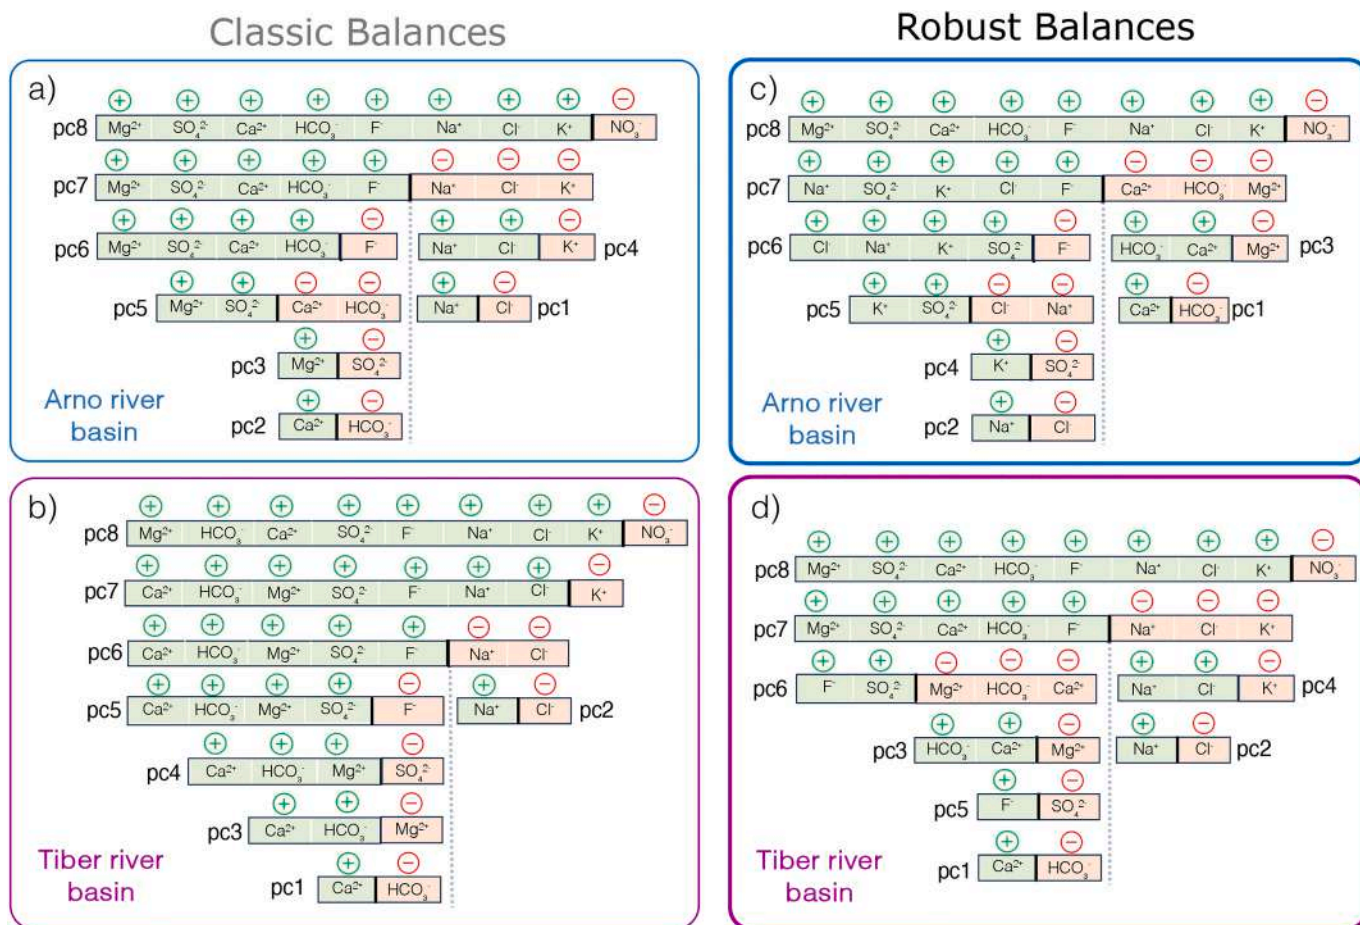 Classic Balances
Robust Balances
a)
pc8 Mg²⁺ SO₄²⁻ Ca²⁺ HCO₃⁻ F⁻ Na⁺ Cl⁻ K⁺ NO₃⁻
pc7 Mg²⁺ SO₄²⁻ Ca²⁺ HCO₃⁻ F⁻ Na⁺ Cl⁻ K⁺
pc6 Mg²⁺ SO₄²⁻ Ca²⁺ HCO₃⁻ F⁻ Na⁺ Cl⁻ K⁺ pc4
pc5 Mg²⁺ SO₄²⁻ Ca²⁺ HCO₃⁻ Na⁺ Cl⁻ pc1
pc3 Mg²⁺ SO₄²⁻
pc2 Ca²⁺ HCO₃⁻
Arno river
basin
c)
pc8 Mg²⁺ SO₄²⁻ Ca²⁺ HCO₃⁻ F⁻ Na⁺ Cl⁻ K⁺ NO₃⁻
pc7 Na⁺ SO₄²⁻ K⁺ Cl⁻ F⁻ Ca²⁺ HCO₃⁻ Mg²⁺
pc6 Cl⁻ Na⁺ K⁺ SO₄²⁻ F⁻ HCO₃⁻ Ca²⁺ Mg²⁺ pc3
pc5 K⁺ SO₄²⁻ Cl⁻ Na⁺ Ca²⁺ HCO₃⁻ pc1
pc4 K⁺ SO₄²⁻
pc2 Na⁺ Cl⁻
Arno river
basin
b)
pc8 Mg²⁺ HCO₃⁻ Ca²⁺ SO₄²⁻ F⁻ Na⁺ Cl⁻ K⁺ NO₃⁻
pc7 Ca²⁺ HCO₃⁻ Mg²⁺ SO₄²⁻ F⁻ Na⁺ Cl⁻ K⁺
pc6 Ca²⁺ HCO₃⁻ Mg²⁺ SO₄²⁻ F⁻ Na⁺ Cl⁻
pc5 Ca²⁺ HCO₃⁻ Mg²⁺ SO₄²⁻ F⁻ Na⁺ Cl⁻ pc2
pc4 Ca²⁺ HCO₃⁻ Mg²⁺ SO₄²⁻
pc3 Ca²⁺ HCO₃⁻ Mg²⁺
pc1 Ca²⁺ HCO₃⁻
Tiber river
basin
d)
pc8 Mg²⁺ SO₄²⁻ Ca²⁺ HCO₃⁻ F⁻ Na⁺ Cl⁻ K⁺ NO₃⁻
pc7 Mg²⁺ SO₄²⁻ Ca²⁺ HCO₃⁻ F⁻ Na⁺ Cl⁻ K⁺
pc6 F⁻ SO₄²⁻ Mg²⁺ HCO₃⁻ Ca²⁺ Na⁺ Cl⁻ K⁺ pc4
pc3 HCO₃⁻ Ca²⁺ Mg²⁺ Na⁺ Cl⁻ pc2
pc5 F⁻ SO₄²⁻
pc1 Ca²⁺ HCO₃⁻
Tiber river
basin